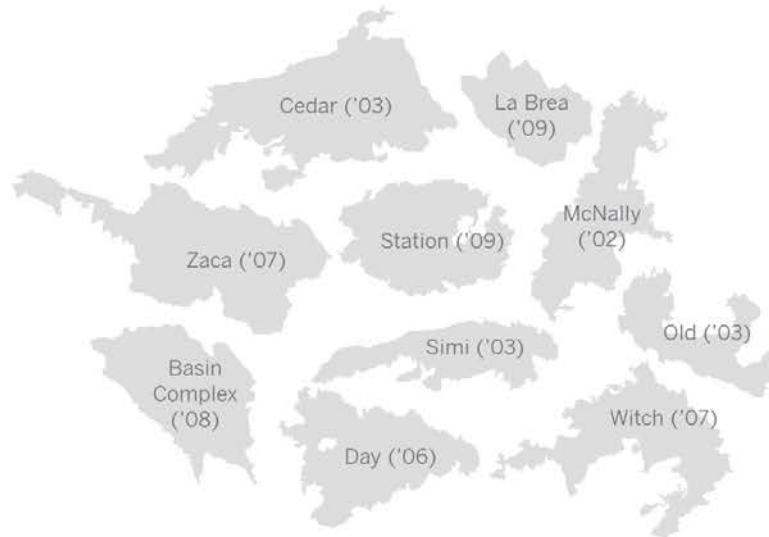 Cedar ('03)
La Brea
('09)
McNally
('02)
Station ('09)
Zaca ('07)
Old ('03)
Simi ('03)
Basin
Complex
('08)
Witch ('07)
Day ('06)